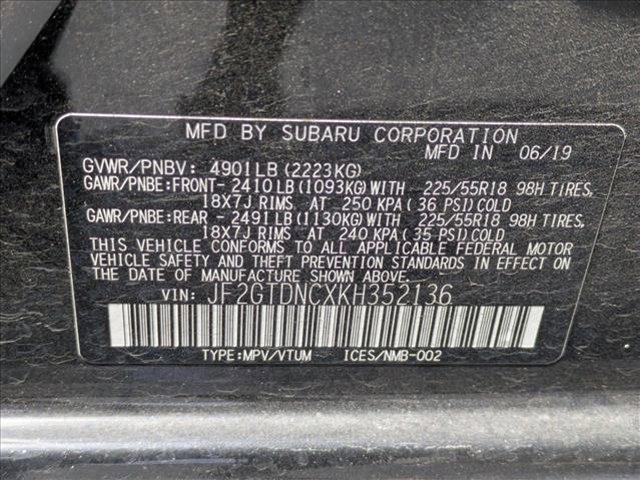 MFD BY SUBARU CORPORATION
MFD IN 06/19
GVWR/PNBV: 4901LB (2223KG)
GAWR/PNBE:FRONT- 2410LB (1093KG) WITH 225/55R18 98H TIRES,
18X7J RIMS AT 250 KPA ( 36 PSI) COLD
GAWR/PNBE:REAR - 2491LB (1130KG) WITH 225/55R18 98H TIRES,
18X7J RIMS AT 240 KPA ( 35 PSI) COLD
THIS VEHICLE CONFORMS TO ALL APPLICABLE FEDERAL MOTOR
VEHICLE SAFETY AND THEFT PREVENTION STANDARDS IN EFFECT ON
THE DATE OF MANUFACTURE SHOWN ABOVE.
VIN: JF2GTDNCXKH352136
TYPE:MPV/VTUM ICES/NMB-002